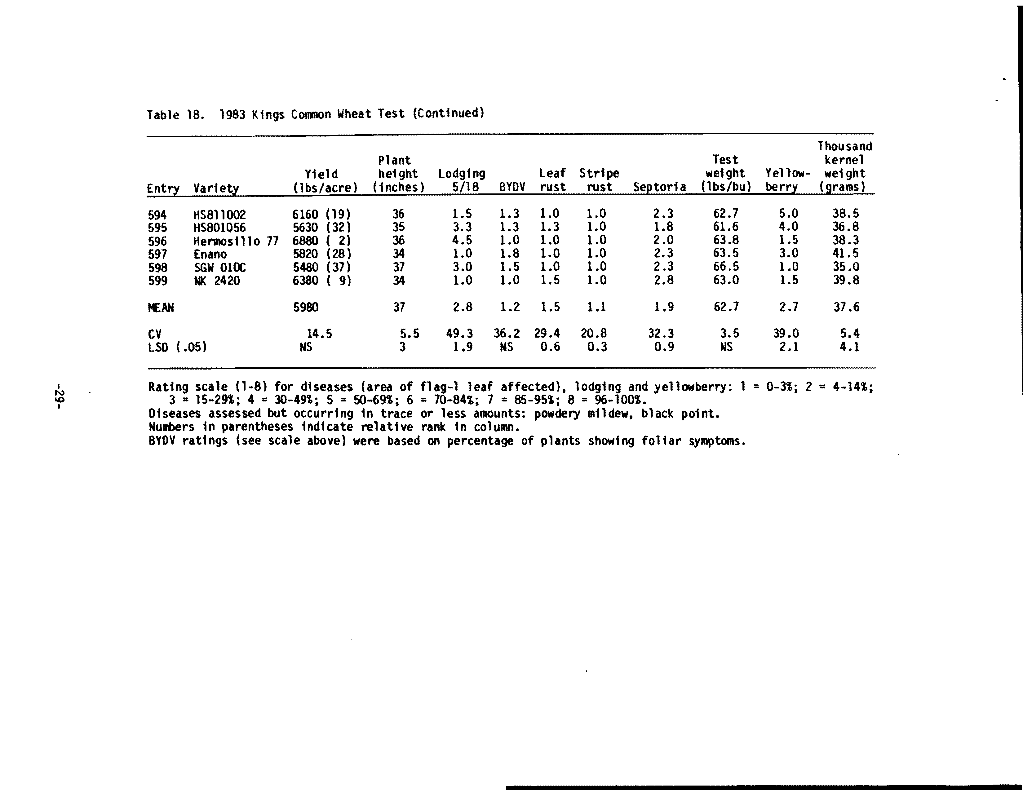 Table 18. 1983 Kings Common Wheat Test (Continued)
Thousand
Plant Test kernel
Yield height Lodging Leaf Stripe weight Yellow- weight
Entry Variety (lbs/acre) (inches) 5/18 BYDV rust rust Septoria (lbs/bu) berry (grams)
594 HS811002 6160 (19) 36 1.5 1.3 1.0 1.0 2.3 62.7 5.0 38.5
595 HS801056 5630 (32) 35 3.3 1.3 1.3 1.0 1.8 61.6 4.0 36.8
596 Hermosillo 77 6880 ( 2) 36 4.5 1.0 1.0 1.0 2.0 63.8 1.5 38.3
597 Enano 5820 (28) 34 1.0 1.8 1.0 1.0 2.3 63.5 3.0 41.5
598 SGW 010C 5480 (37) 37 3.0 1.5 1.0 1.0 2.3 66.5 1.0 35.0
599 NK 2420 6380 ( 9) 34 1.0 1.0 1.5 1.0 2.8 63.0 1.5 39.8
MEAN 5980 37 2.8 1.2 1.5 1.1 1.9 62.7 2.7 37.6
CV 14.5 5.5 49.3 36.2 29.4 20.8 32.3 3.5 39.0 5.4
LSD (.05) NS 3 1.9 NS 0.6 0.3 0.9 NS 2.1 4.1
Rating scale (1-8) for diseases (area of flag-1 leaf affected), lodging and yellowberry: 1 = 0-3%; 2 = 4-14%;
3 = 15-29%; 4 = 30-49%; 5 = 50-69%; 6 = 70-84%; 7 = 85-95%; 8 = 96-100%.
Diseases assessed but occurring in trace or less amounts: powdery mildew, black point.
Numbers in parentheses indicate relative rank in column.
BYDV ratings (see scale above) were based on percentage of plants showing foliar symptoms.
-29-